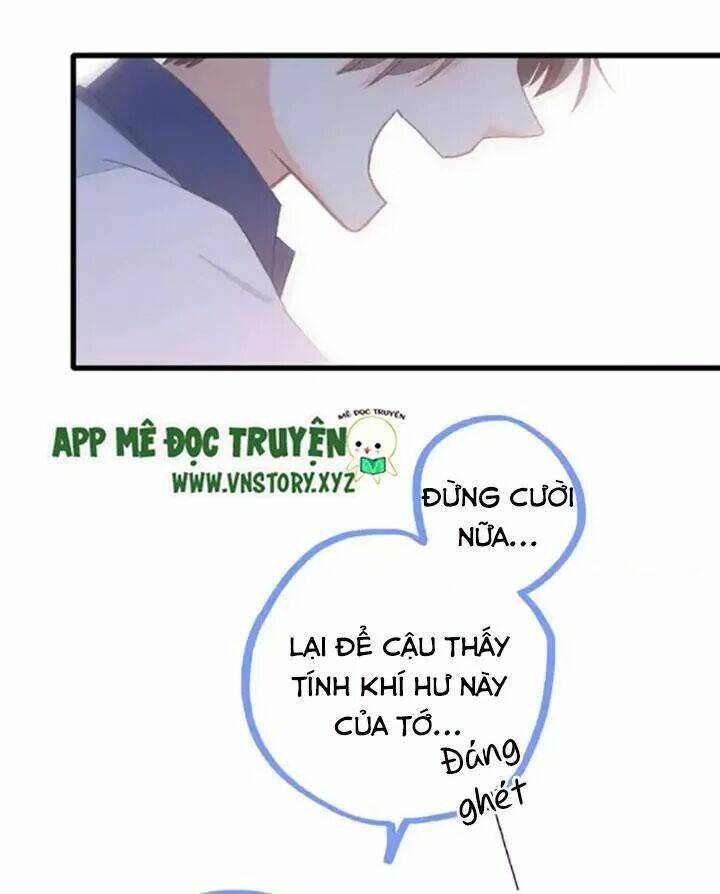 MÊ ĐỌC TRUYỆN
APP MÊ ĐỌC TRUYỆN
WWW.VNSTORY.XYZ
ĐỪNG CƯỜI
NỮA...
LẠI ĐỂ CẬU THẤY
TÍNH KHÍ HƯ NÀY
CỦA TỚ...
Đáng
ghét